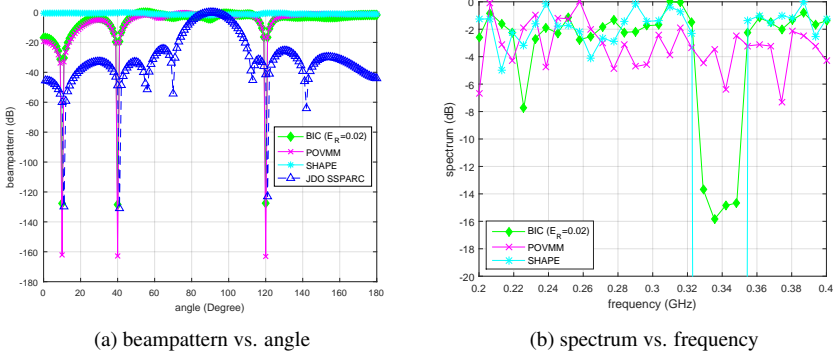 0
-20
-40
-60
-80
-100
-120
-140
-160
-180
beampattern (dB)
0 20 40 60 80 100 120 140 160 180
angle (Degree)
BIC (E_R=0.02)
POVMM
SHAPE
JDO SSPARC
(a) beampattern vs. angle
0
-2
-4
-6
-8
-10
-12
-14
-16
-18
-20
spectrum (dB)
0.2 0.22 0.24 0.26 0.28 0.3 0.32 0.34 0.36 0.38 0.4
frequency (GHz)
BIC (E_R=0.02)
POVMM
SHAPE
(b) spectrum vs. frequency